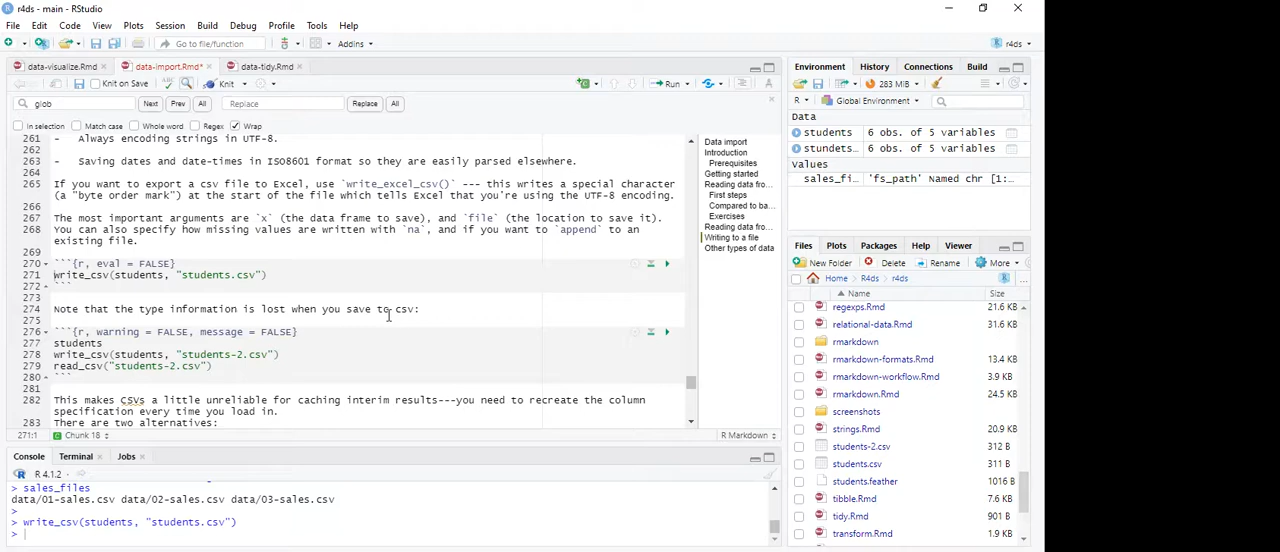 r4ds - main - RStudio
File Edit Code View Plots Session Build Debug Profile Tools Help
Go to file/function Addins r4ds
data-visualize.Rmd data-import.Rmd* data-tidy.Rmd
Knit on Save Knit Run
glob Next Prev All Replace Replace All
In selection Match case Whole word Regex Wrap
261 - Always encoding strings in UTF-8.
262
263 - Saving dates and date-times in ISO8601 format so they are easily parsed elsewhere.
264
265 If you want to export a csv file to Excel, use `write_excel_csv()` --- this writes a special character
(a "byte order mark") at the start of the file which tells Excel that you're using the UTF-8 encoding.
266
267 The most important arguments are `x` (the data frame to save), and `file` (the location to save it).
268 You can also specify how missing values are written with `na`, and if you want to `append` to an
existing file.
269
270 ```{r, eval = FALSE}
271 write_csv(students, "students.csv")
272 ```
273
274 Note that the type information is lost when you save to csv:
275
276 ```{r, warning = FALSE, message = FALSE}
277 students
278 write_csv(students, "students-2.csv")
279 read_csv("students-2.csv")
280 ```
281
282 This makes CSVs a little unreliable for caching interim results---you need to recreate the column
specification every time you load in.
283 There are two alternatives:
271:1 Chunk 18 R Markdown
Data import
Introduction
Prerequisites
Getting started
Reading data fro...
First steps
Compared to ba...
Exercises
Reading data fro...
Writing to a file
Other types of data
Console Terminal Jobs
R 4.1.2
> sales_files
data/01-sales.csv data/02-sales.csv data/03-sales.csv
>
> write_csv(students, "students.csv")
>
Environment History Connections Build
283 MiB
R Global Environment
Data
students 6 obs. of 5 variables
stundets... 6 obs. of 5 variables
Values
sales_fi... 'fs_path' Named chr [1:...
Files Plots Packages Help Viewer
New Folder Delete Rename More
Home R4ds r4ds ...
Name Size
regexps.Rmd 21.6 KB
relational-data.Rmd 31.6 KB
rmarkdown
rmarkdown-formats.Rmd 13.4 KB
rmarkdown-workflow.Rmd 3.9 KB
rmarkdown.Rmd 24.5 KB
screenshots
strings.Rmd 20.9 KB
students-2.csv 312 B
students.csv 311 B
students.feather 1016 B
tibble.Rmd 7.6 KB
tidy.Rmd 901 B
transform.Rmd 33.4 KB